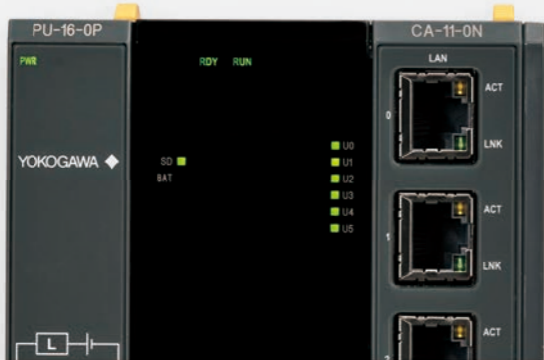 PU-16-0P
CA-11-0N
PWR
RDY RUN
LAN
ACT
0
U0
LNK
YOKOGAWA
SD
U1
BAT
U2
U3
ACT
U4
1
U5
LNK
ACT
2
L